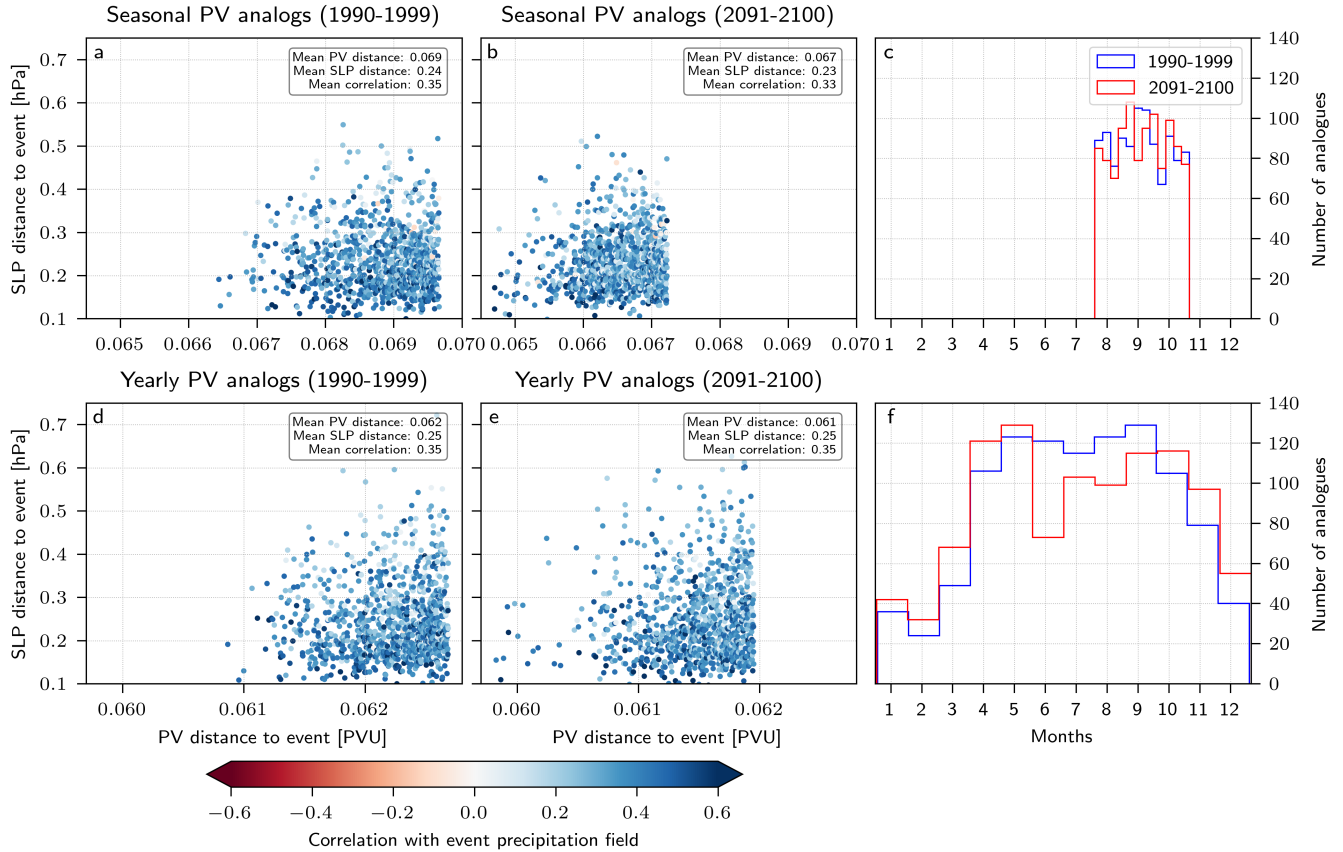 Seasonal PV analogs (1990-1999)
Seasonal PV analogs (2091-2100)
a
Mean PV distance: 0.069
Mean SLP distance: 0.24
Mean correlation: 0.35
b
Mean PV distance: 0.067
Mean SLP distance: 0.23
Mean correlation: 0.33
c
1990-1999
2091-2100
SLP distance to event [hPa]
0.7
0.6
0.5
0.4
0.3
0.2
0.1
0.065 0.066 0.067 0.068 0.069 0.070
0.065 0.066 0.067 0.068 0.069 0.070
1 2 3 4 5 6 7 8 9 10 11 12
140
120
100
80
60
40
20
0
Number of analogues
Yearly PV analogs (1990-1999)
Yearly PV analogs (2091-2100)
d
Mean PV distance: 0.062
Mean SLP distance: 0.25
Mean correlation: 0.35
e
Mean PV distance: 0.061
Mean SLP distance: 0.25
Mean correlation: 0.35
f
SLP distance to event [hPa]
0.7
0.6
0.5
0.4
0.3
0.2
0.1
0.060 0.061 0.062
0.060 0.061 0.062
1 2 3 4 5 6 7 8 9 10 11 12
140
120
100
80
60
40
20
0
Number of analogues
PV distance to event [PVU]
PV distance to event [PVU]
Months
−0.6 −0.4 −0.2 0.0 0.2 0.4 0.6
Correlation with event precipitation field